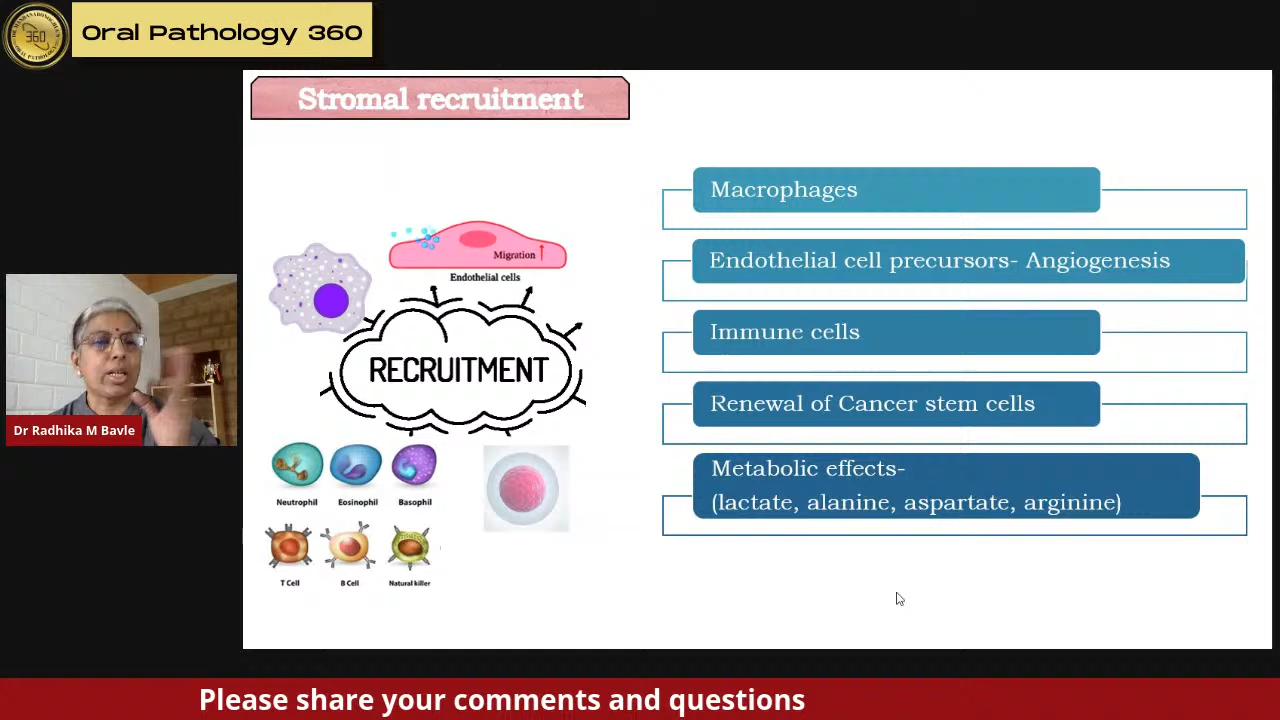 360
Oral Pathology 360
Stromal recruitment
Migration ↑
Endothelial cells
RECRUITMENT
Neutrophil Eosinophil Basophil
T Cell B Cell Natural killer
Macrophages
Endothelial cell precursors- Angiogenesis
Immune cells
Renewal of Cancer stem cells
Metabolic effects-
(lactate, alanine, aspartate, arginine)
Dr Radhika M Bavle
Please share your comments and questions